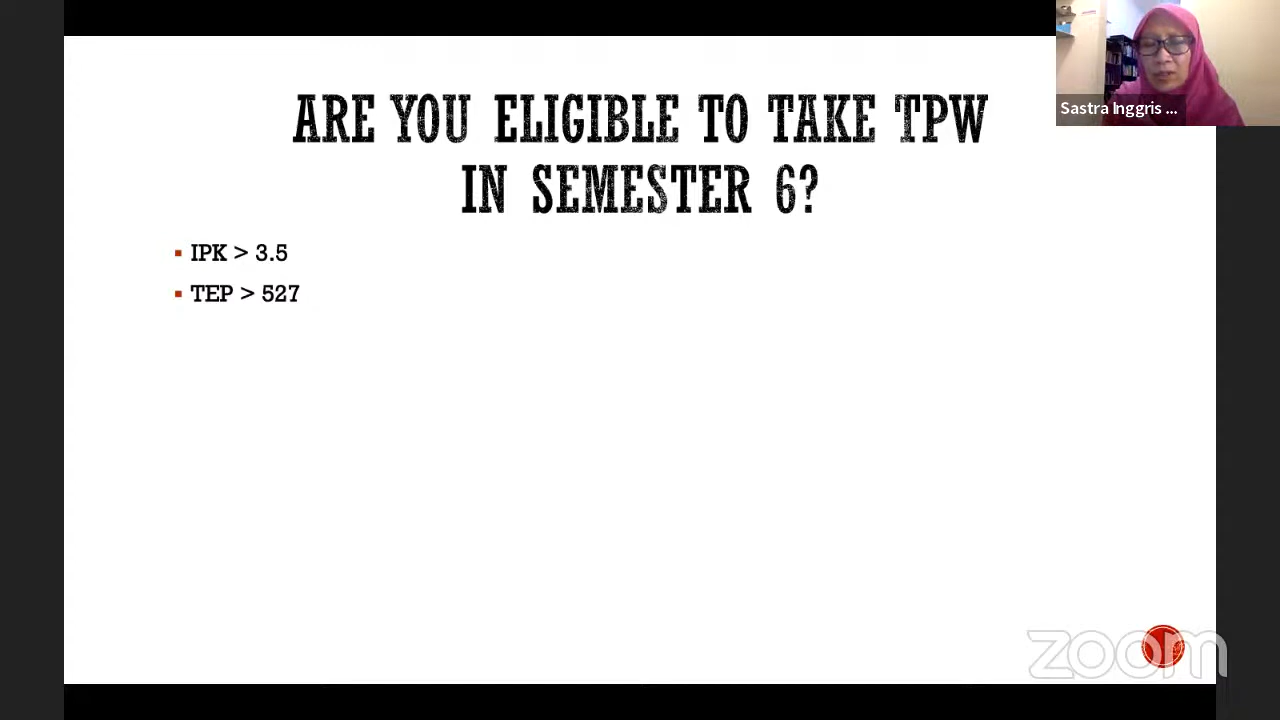 ARE YOU ELIGIBLE TO TAKE TPW
IN SEMESTER 6?
IPK > 3.5
TEP > 527
Sastra Inggris ...
zoom